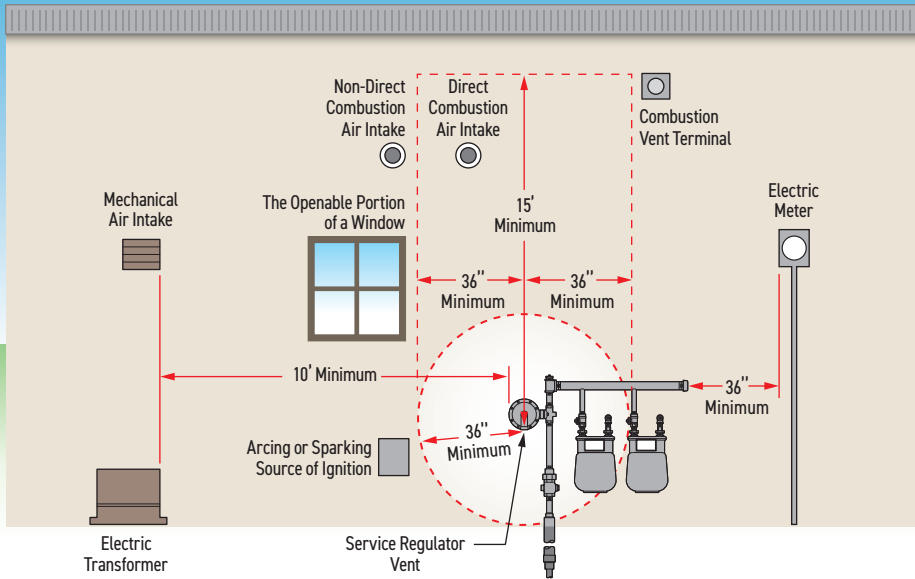 Non-Direct
Combustion
Air Intake
Direct
Combustion
Air Intake
Combustion
Vent Terminal
Mechanical
Air Intake
The Openable Portion
of a Window
15'
Minimum
Electric
Meter
36"
Minimum
36"
Minimum
10' Minimum
36"
Minimum
36"
Minimum
Arcing or Sparking
Source of Ignition
Electric
Transformer
Service Regulator
Vent